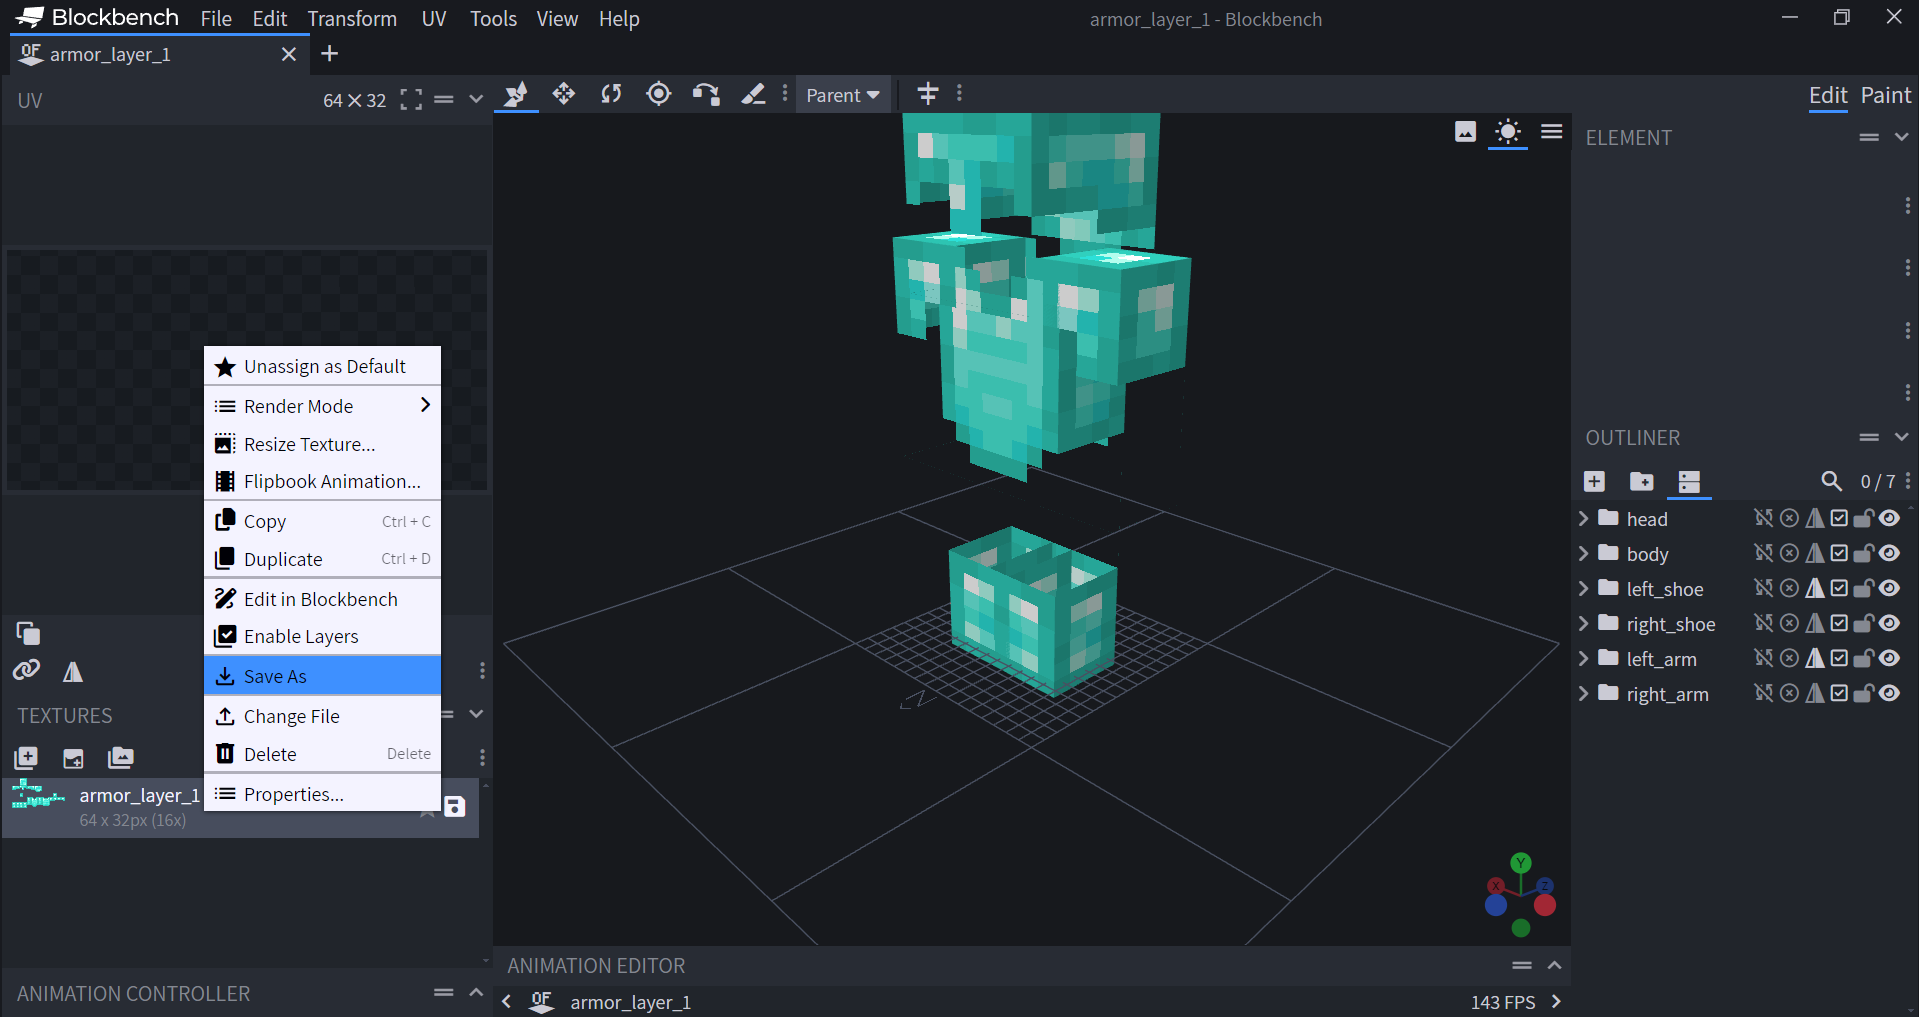 Blockbench File Edit Transform UV Tools View Help armor_layer_1 - Blockbench
OF armor_layer_1
UV 64 × 32
Parent
Edit Paint
ELEMENT
Unassign as Default
Render Mode
Resize Texture...
Flipbook Animation...
Copy Ctrl + C
Duplicate Ctrl + D
Edit in Blockbench
Enable Layers
Save As
Change File
Delete Delete
Properties...
TEXTURES
armor_layer_1
64 x 32px (16x)
ANIMATION CONTROLLER
OUTLINER
0 / 7
head
body
left_shoe
right_shoe
left_arm
right_arm
Y
X
Z
ANIMATION EDITOR
OF armor_layer_1 143 FPS